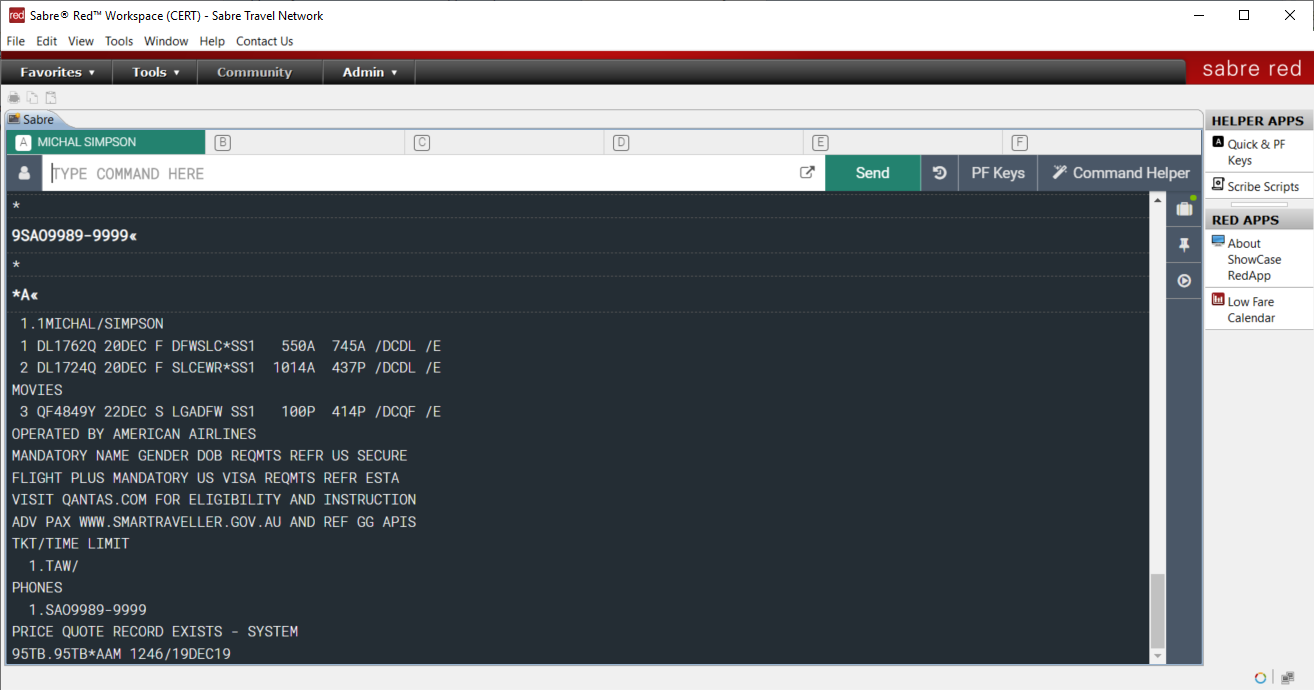 red Sabre® Red™ Workspace (CERT) - Sabre Travel Network
File Edit View Tools Window Help Contact Us
Favorites ▼ Tools ▼ Community Admin ▼ sabre red
Sabre
A MICHAL SIMPSON B C D E F
TYPE COMMAND HERE Send PF Keys Command Helper
*
9SAO9989-9999«
*
*A«
1.1MICHAL/SIMPSON
1 DL1762Q 20DEC F DFWSLC*SS1 550A 745A /DCDL /E
2 DL1724Q 20DEC F SLCEWR*SS1 1014A 437P /DCDL /E
MOVIES
3 QF4849Y 22DEC S LGADFW SS1 100P 414P /DCQF /E
OPERATED BY AMERICAN AIRLINES
MANDATORY NAME GENDER DOB REQMTS REFR US SECURE
FLIGHT PLUS MANDATORY US VISA REQMTS REFR ESTA
VISIT QANTAS.COM FOR ELIGIBILITY AND INSTRUCTION
ADV PAX WWW.SMARTRAVELLER.GOV.AU AND REF GG APIS
TKT/TIME LIMIT
1.TAW/
PHONES
1.SAO9989-9999
PRICE QUOTE RECORD EXISTS - SYSTEM
95TB.95TB*AAM 1246/19DEC19
HELPER APPS
A Quick & PF
Keys
Scribe Scripts
RED APPS
About
ShowCase
RedApp
Low Fare
Calendar